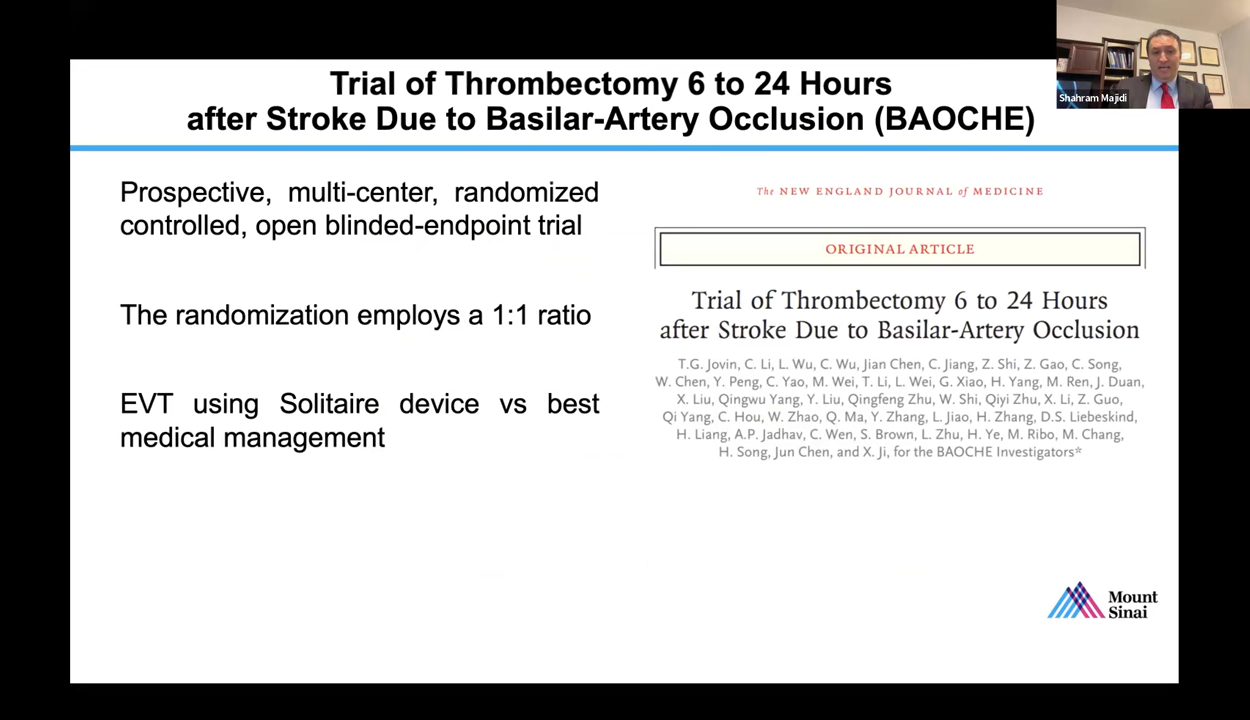 Trial of Thrombectomy 6 to 24 Hours
after Stroke Due to Basilar-Artery Occlusion (BAOCHE)
Shahram Majidi
Prospective, multi-center, randomized
controlled, open blinded-endpoint trial
The randomization employs a 1:1 ratio
EVT using Solitaire device vs best
medical management
The NEW ENGLAND JOURNAL of MEDICINE
ORIGINAL ARTICLE
Trial of Thrombectomy 6 to 24 Hours
after Stroke Due to Basilar-Artery Occlusion
T.G. Jovin, C. Li, L. Wu, C. Wu, Jian Chen, C. Jiang, Z. Shi, Z. Gao, C. Song,
W. Chen, Y. Peng, C. Yao, M. Wei, T. Li, L. Wei, G. Xiao, H. Yang, M. Ren, J. Duan,
X. Liu, Qingwu Yang, Y. Liu, Qingfeng Zhu, W. Shi, Qiyi Zhu, X. Li, Z. Guo,
Qi Yang, C. Hou, W. Zhao, Q. Ma, Y. Zhang, L. Jiao, H. Zhang, D.S. Liebeskind,
H. Liang, A.P. Jadhav, C. Wen, S. Brown, L. Zhu, H. Ye, M. Ribo, M. Chang,
H. Song, Jun Chen, and X. Ji, for the BAOCHE Investigators*
Mount
Sinai